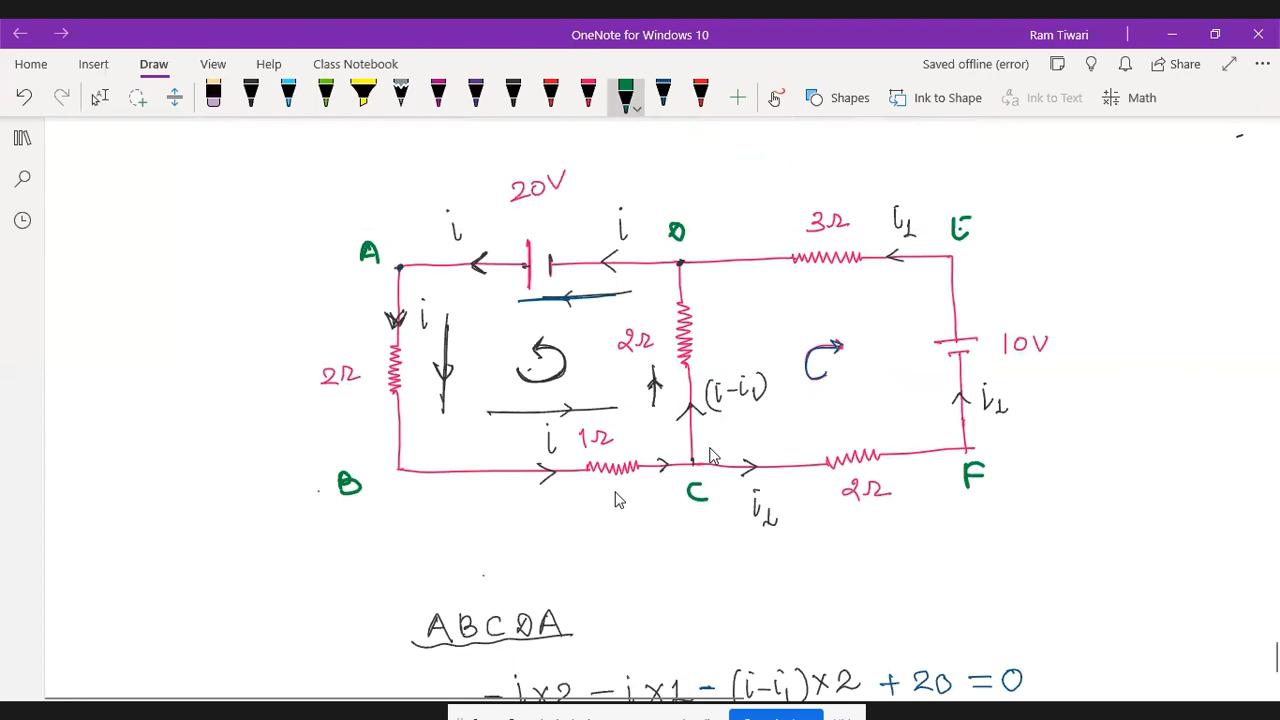 OneNote for Windows 10
Ram Tiwari
Home Insert Draw View Help Class Notebook
Saved offline (error)
Share
Shapes
Ink to Shape
Ink to Text
Math
20V
i
i
D
3Ω
i1
E
A
i
2Ω
2Ω
10V
(i-i1)
i1
i
1Ω
B
C
i1
2Ω
F
ABCDA
-i×2 -i×1 -(i-i1)×2 +20 =0